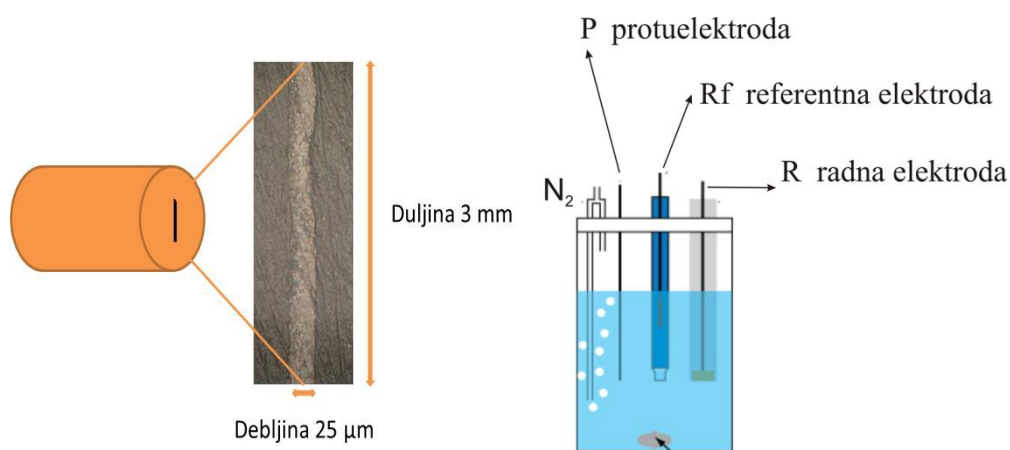 P protuelektroda
Rf referentna elektroda
R radna elektroda
N2
Duljina 3 mm
Debljina 25 µm